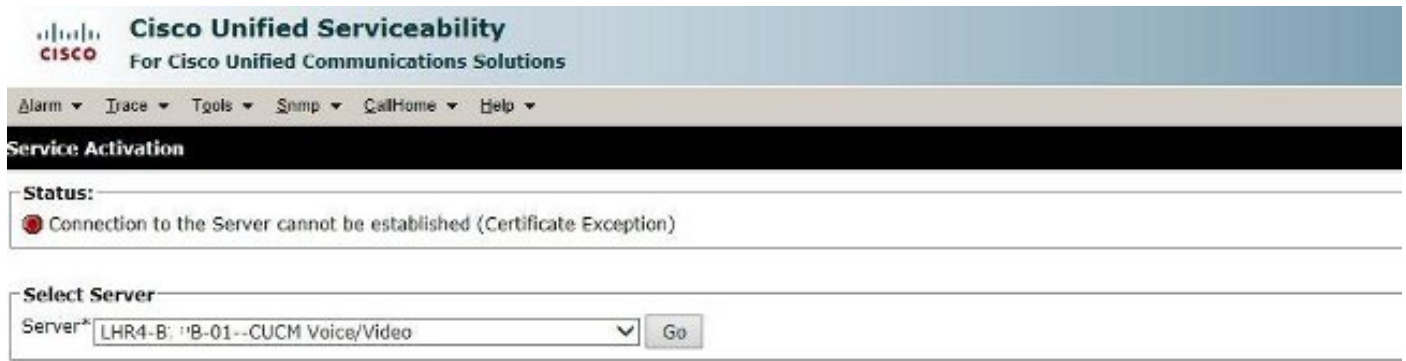 Cisco Unified Serviceability
CISCO
For Cisco Unified Communications Solutions
Alarm Trace Tools Snmp CallHome Help
Service Activation
Status:
Connection to the Server cannot be established (Certificate Exception)
Select Server
Server* --CUCM Voice/Video Go